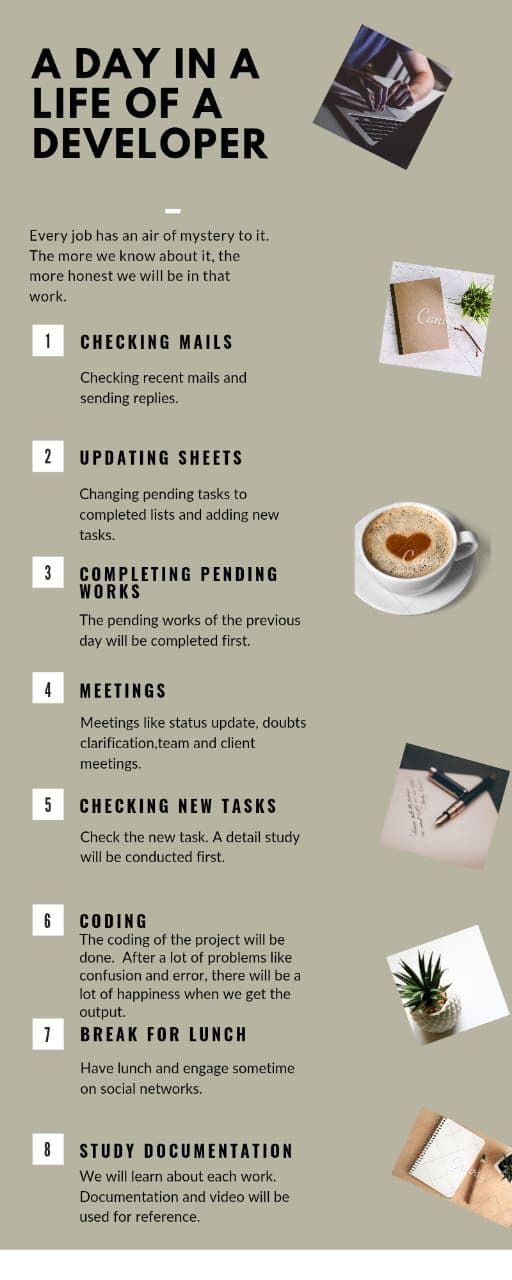 A DAY IN A
LIFE OF A
DEVELOPER
Every job has an air of mystery to it.
The more we know about it, the
more honest we will be in that
work.
1 CHECKING MAILS
Checking recent mails and
sending replies.
2 UPDATING SHEETS
Changing pending tasks to
completed lists and adding new
tasks.
3 COMPLETING PENDING
WORKS
The pending works of the previous
day will be completed first.
4 MEETINGS
Meetings like status update, doubts
clarification,team and client
meetings.
5 CHECKING NEW TASKS
Check the new task. A detail study
will be conducted first.
6 CODING
The coding of the project will be
done. After a lot of problems like
confusion and error, there will be a
lot of happiness when we get the
output.
7 BREAK FOR LUNCH
Have lunch and engage sometime
on social networks.
8 STUDY DOCUMENTATION
We will learn about each work.
Documentation and video will be
used for reference.